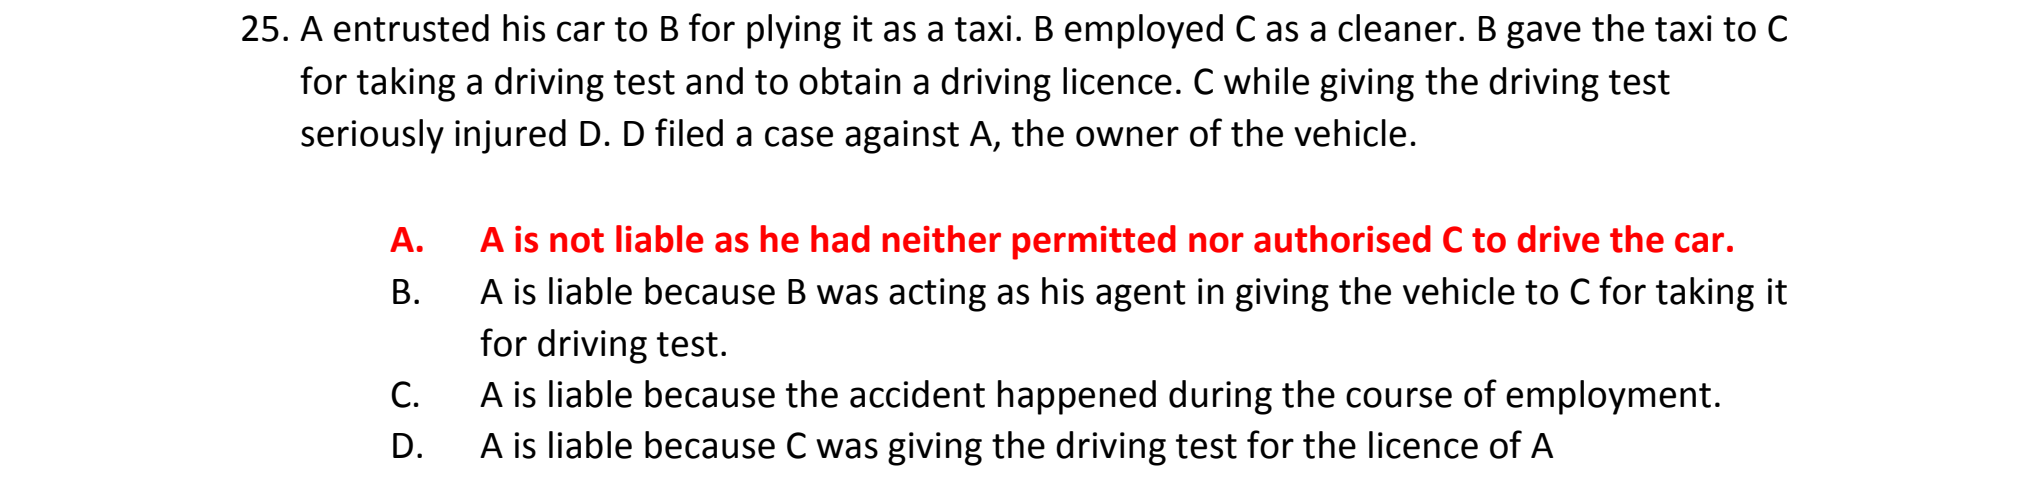 25. A entrusted his car to B for plying it as a taxi. B employed C as a cleaner. B gave the taxi to C
for taking a driving test and to obtain a driving licence. C while giving the driving test
seriously injured D. D filed a case against A, the owner of the vehicle.
A. A is not liable as he had neither permitted nor authorised C to drive the car.
B. A is liable because B was acting as his agent in giving the vehicle to C for taking it
for driving test.
C. A is liable because the accident happened during the course of employment.
D. A is liable because C was giving the driving test for the licence of A